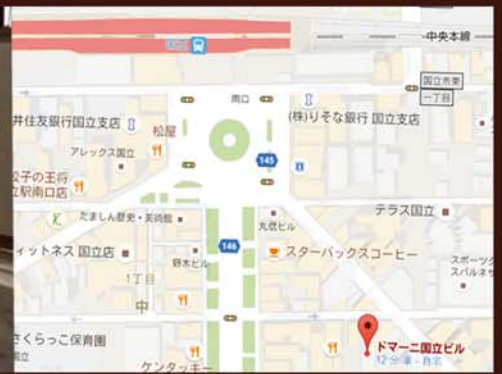 国立
中央本線
国立市東
一丁目
南口
井住友銀行国立支店
(株)りそな銀行 国立支店
松屋
アレックス国立
145
餃子の王将
立駅南口店
テラス国立
たましん歴史・美術館
丸信ビル
146
ィットネス 国立店
野木ビル
スターバックスコーヒー
スポーツク
スパルネサ
1丁目
中
さくらっこ保育園
国立
ドマーニ国立ビル
12 分 車 - 自宅
ケンタッキー